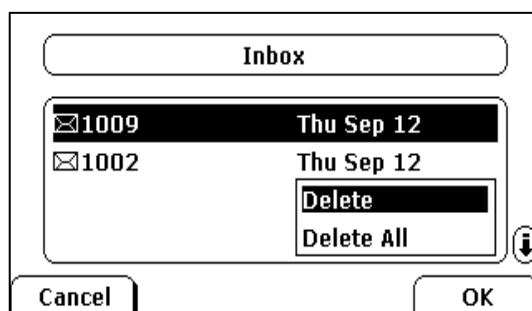 Inbox
1009 Thu Sep 12
1002 Thu Sep 12
Delete
Delete All
Cancel OK